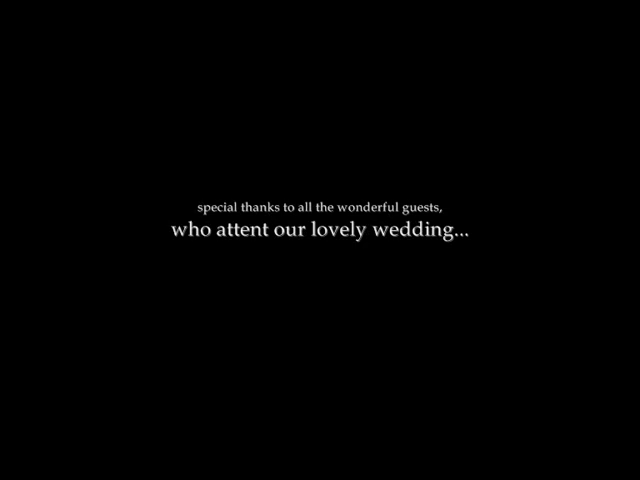 special thanks to all the wonderful guests,
who attent our lovely wedding...